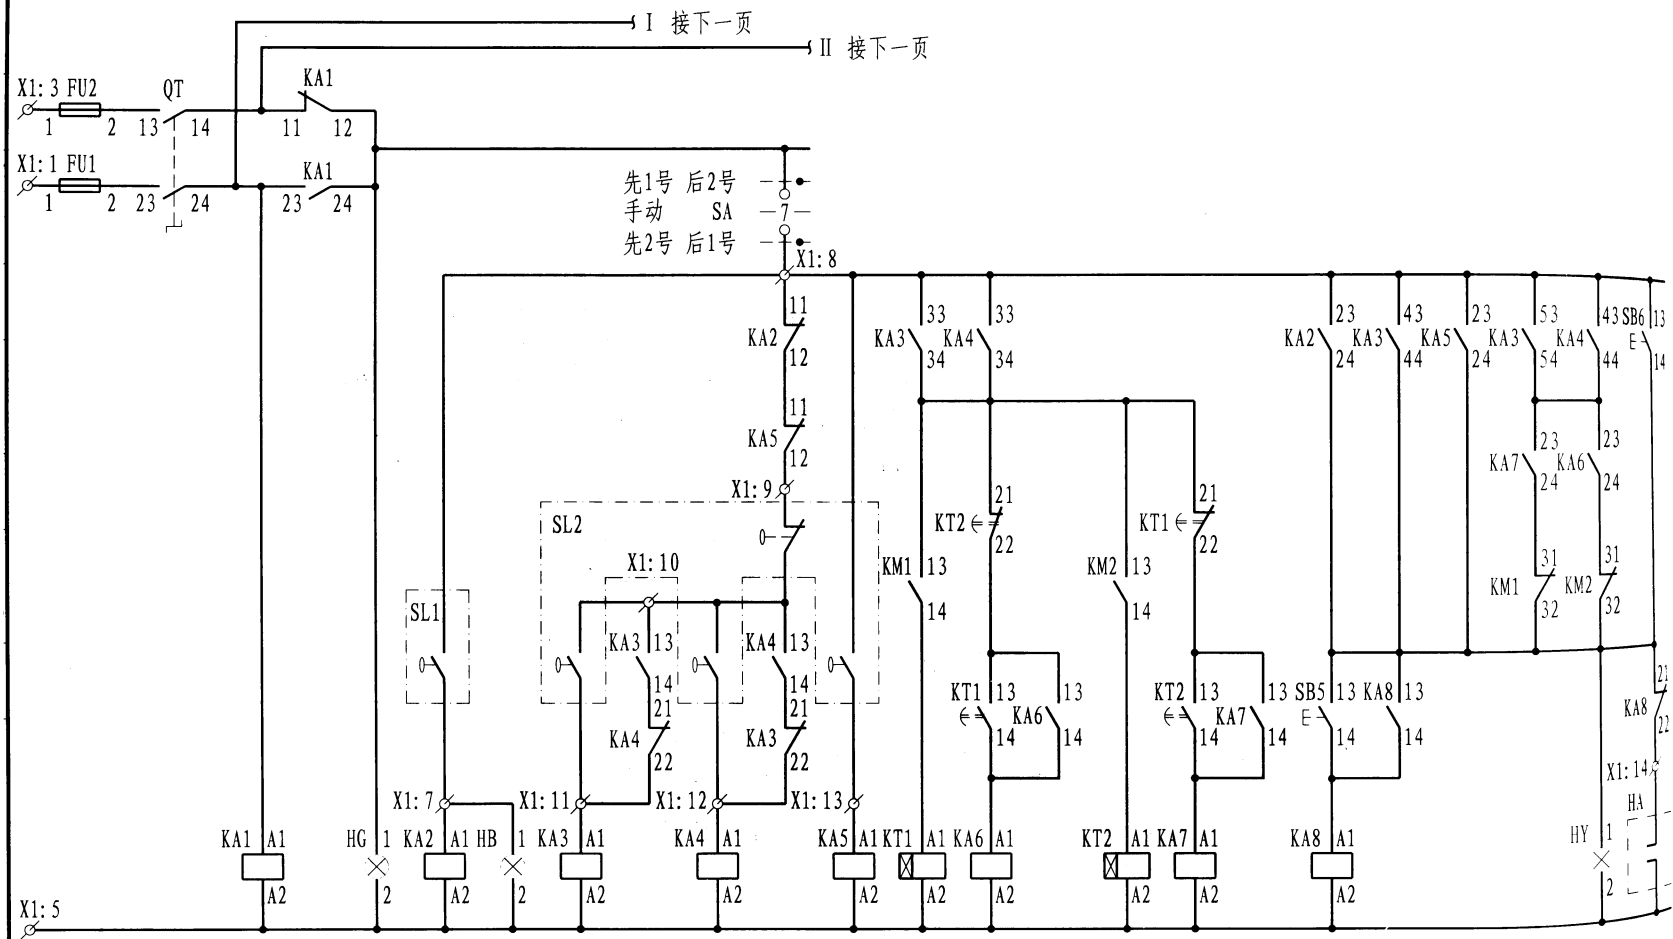 I 接下一页
II 接下一页
X1:3 FU2 QT KA1
1 2 13 14 11 12
X1:1 FU1 KA1
1 2 23 24 23 24
先1号 后2号
手动 SA 7
先2号 后1号
X1:8
11 33 33 23 43 23 53 43 SB6 13
KA2 KA3 KA4 KA2 KA3 KA5 KA3 KA4 E
12 34 34 24 44 24 54 44 14
11
KA5 23 23
12 KA7 KA6
24 24
X1:9 21 21
SL2 KT2 KT1
22 22
X1:10 KM1 13 KM2 13 31 31
KM1 KM2
SL1 14 14 32 32
KA3 13 KA4 13
14 14 KT1 13 13 KT2 13 13 SB5 13 KA8 13 21
21 21 KA6 KA7 E KA8
KA4 KA3 14 14 14 14 14 14 22
22 22
X1:14
X1:7 X1:11 X1:12 X1:13 HA
KA1 A1 HG 1 KA2 A1 HB 1 KA3 A1 KA4 A1 KA5 A1 KT1 A1 KA6 A1 KT2 A1 KA7 A1 KA8 A1 HY 1
A2 2 A2 2 A2 A2 A2 A2 A2 A2 A2 A2 2
X1:5